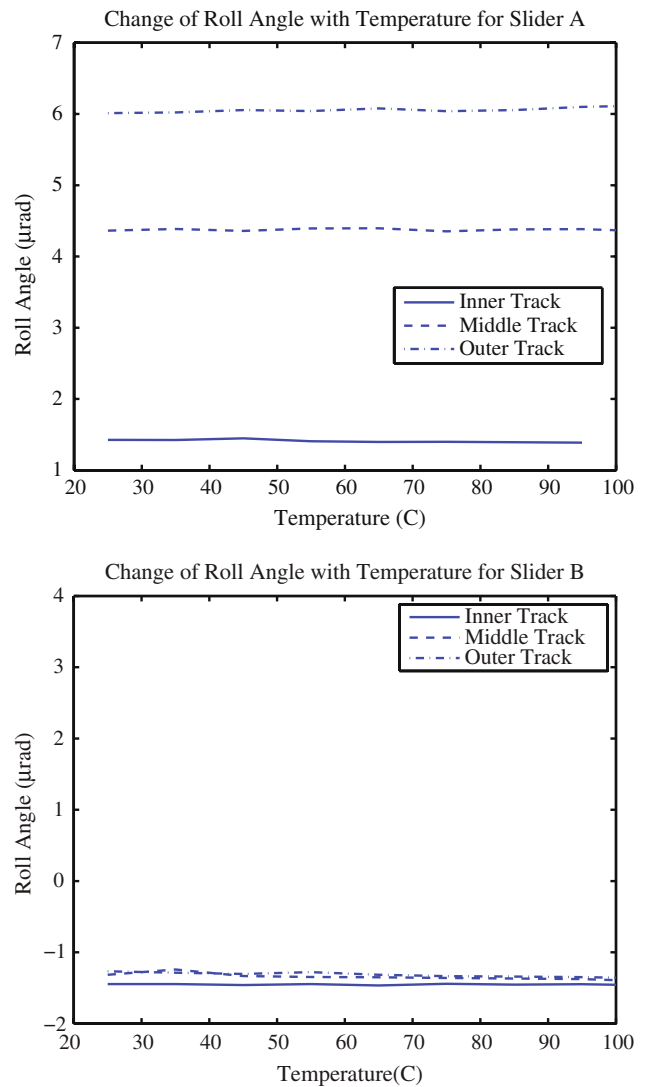 Change of Roll Angle with Temperature for Slider A
7
6
5
4
3
2
1
Roll Angle (μrad)
Inner Track
Middle Track
Outer Track
20 30 40 50 60 70 80 90 100
Temperature (C)
Change of Roll Angle with Temperature for Slider B
4
3
2
1
0
−1
−2
Roll Angle (μrad)
Inner Track
Middle Track
Outer Track
20 30 40 50 60 70 80 90 100
Temperature(C)